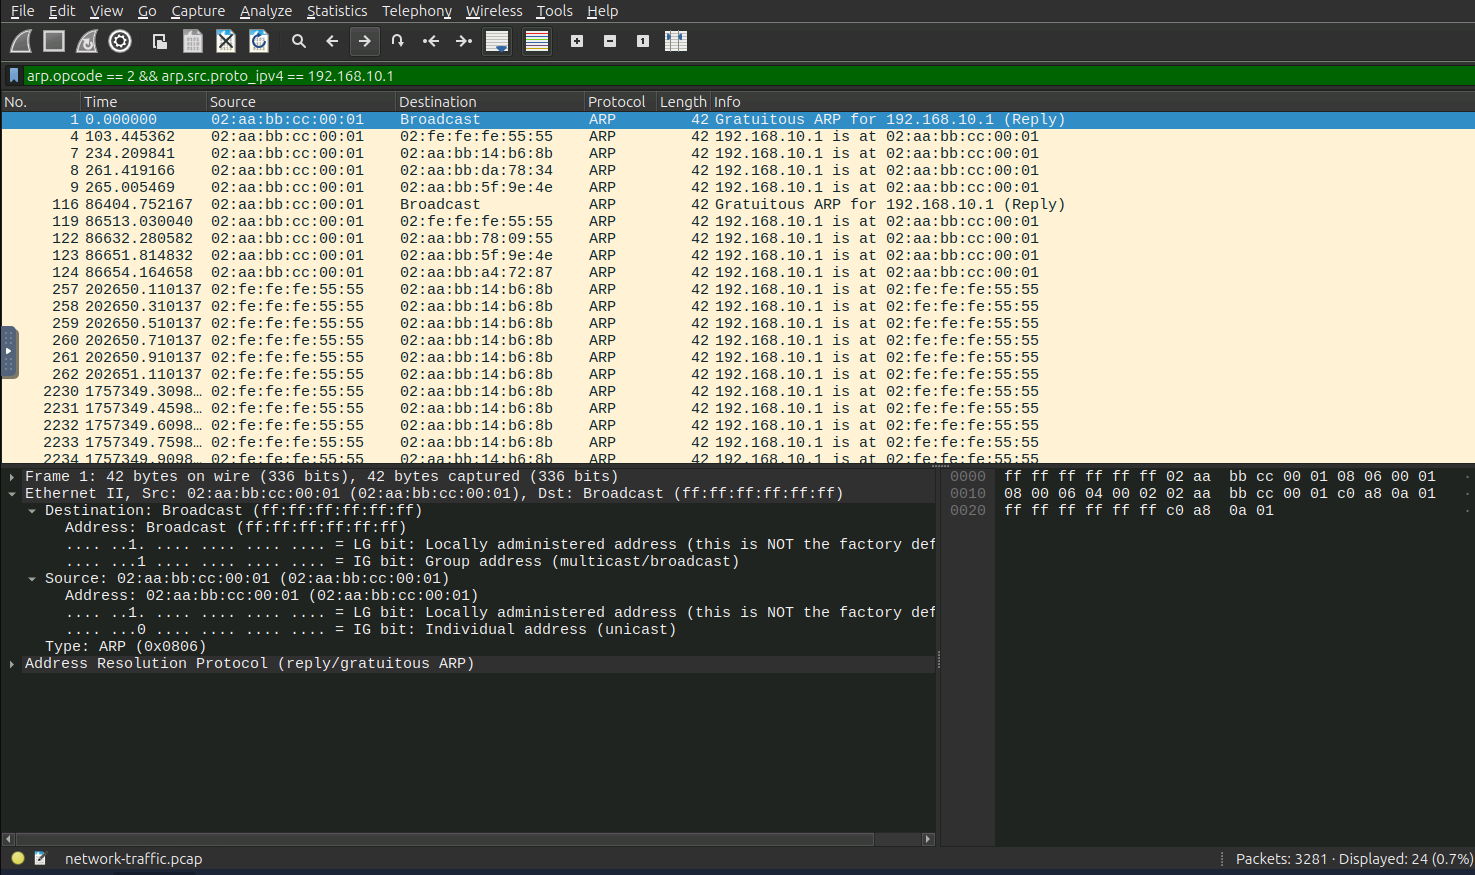 File Edit View Go Capture Analyze Statistics Telephony Wireless Tools Help
arp.opcode == 2 && arp.src.proto_ipv4 == 192.168.10.1
No. Time Source Destination Protocol Length Info
1 0.000000 02:aa:bb:cc:00:01 Broadcast ARP 42 Gratuitous ARP for 192.168.10.1 (Reply)
4 103.445362 02:aa:bb:cc:00:01 02:fe:fe:fe:55:55 ARP 42 192.168.10.1 is at 02:aa:bb:cc:00:01
7 234.209841 02:aa:bb:cc:00:01 02:aa:bb:14:b6:8b ARP 42 192.168.10.1 is at 02:aa:bb:cc:00:01
8 261.419166 02:aa:bb:cc:00:01 02:aa:bb:da:78:34 ARP 42 192.168.10.1 is at 02:aa:bb:cc:00:01
9 265.005469 02:aa:bb:cc:00:01 02:aa:bb:5f:9e:4e ARP 42 192.168.10.1 is at 02:aa:bb:cc:00:01
116 86404.752167 02:aa:bb:cc:00:01 Broadcast ARP 42 Gratuitous ARP for 192.168.10.1 (Reply)
119 86513.030040 02:aa:bb:cc:00:01 02:fe:fe:fe:55:55 ARP 42 192.168.10.1 is at 02:aa:bb:cc:00:01
122 86632.280582 02:aa:bb:cc:00:01 02:aa:bb:78:09:55 ARP 42 192.168.10.1 is at 02:aa:bb:cc:00:01
123 86651.814832 02:aa:bb:cc:00:01 02:aa:bb:5f:9e:4e ARP 42 192.168.10.1 is at 02:aa:bb:cc:00:01
124 86654.164658 02:aa:bb:cc:00:01 02:aa:bb:a4:72:87 ARP 42 192.168.10.1 is at 02:aa:bb:cc:00:01
257 202650.110137 02:fe:fe:fe:55:55 02:aa:bb:14:b6:8b ARP 42 192.168.10.1 is at 02:fe:fe:fe:55:55
258 202650.310137 02:fe:fe:fe:55:55 02:aa:bb:14:b6:8b ARP 42 192.168.10.1 is at 02:fe:fe:fe:55:55
259 202650.510137 02:fe:fe:fe:55:55 02:aa:bb:14:b6:8b ARP 42 192.168.10.1 is at 02:fe:fe:fe:55:55
260 202650.710137 02:fe:fe:fe:55:55 02:aa:bb:14:b6:8b ARP 42 192.168.10.1 is at 02:fe:fe:fe:55:55
261 202650.910137 02:fe:fe:fe:55:55 02:aa:bb:14:b6:8b ARP 42 192.168.10.1 is at 02:fe:fe:fe:55:55
262 202651.110137 02:fe:fe:fe:55:55 02:aa:bb:14:b6:8b ARP 42 192.168.10.1 is at 02:fe:fe:fe:55:55
2230 1757349.3098… 02:fe:fe:fe:55:55 02:aa:bb:14:b6:8b ARP 42 192.168.10.1 is at 02:fe:fe:fe:55:55
2231 1757349.4598… 02:fe:fe:fe:55:55 02:aa:bb:14:b6:8b ARP 42 192.168.10.1 is at 02:fe:fe:fe:55:55
2232 1757349.6098… 02:fe:fe:fe:55:55 02:aa:bb:14:b6:8b ARP 42 192.168.10.1 is at 02:fe:fe:fe:55:55
2233 1757349.7598… 02:fe:fe:fe:55:55 02:aa:bb:14:b6:8b ARP 42 192.168.10.1 is at 02:fe:fe:fe:55:55
2234 1757349.9098… 02:fe:fe:fe:55:55 02:aa:bb:14:b6:8b ARP 42 192.168.10.1 is at 02:fe:fe:fe:55:55
Frame 1: 42 bytes on wire (336 bits), 42 bytes captured (336 bits)
Ethernet II, Src: 02:aa:bb:cc:00:01 (02:aa:bb:cc:00:01), Dst: Broadcast (ff:ff:ff:ff:ff:ff)
Destination: Broadcast (ff:ff:ff:ff:ff:ff)
Address: Broadcast (ff:ff:ff:ff:ff:ff)
.... ..1. .... .... .... .... = LG bit: Locally administered address (this is NOT the factory def
.... ...1 .... .... .... .... = IG bit: Group address (multicast/broadcast)
Source: 02:aa:bb:cc:00:01 (02:aa:bb:cc:00:01)
Address: 02:aa:bb:cc:00:01 (02:aa:bb:cc:00:01)
.... ..1. .... .... .... .... = LG bit: Locally administered address (this is NOT the factory def
.... ...0 .... .... .... .... = IG bit: Individual address (unicast)
Type: ARP (0x0806)
Address Resolution Protocol (reply/gratuitous ARP)
0000 ff ff ff ff ff ff 02 aa bb cc 00 01 08 06 00 01 ·
0010 08 00 06 04 00 02 02 aa bb cc 00 01 c0 a8 0a 01 ·
0020 ff ff ff ff ff ff c0 a8 0a 01 ·
network-traffic.pcap
Packets: 3281 · Displayed: 24 (0.7%)